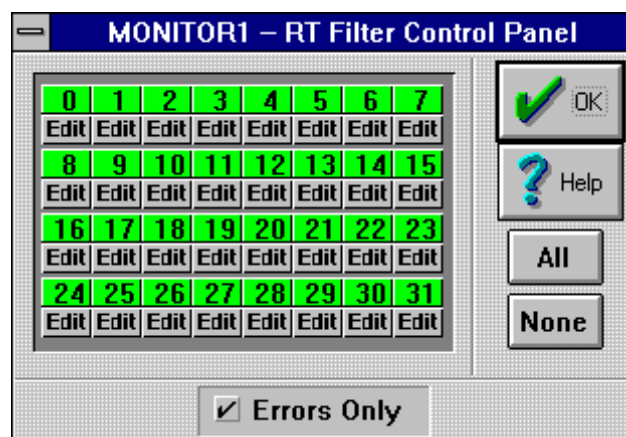 MONITOR1 – RT Filter Control Panel
0 1 2 3 4 5 6 7
Edit Edit Edit Edit Edit Edit Edit Edit
8 9 10 11 12 13 14 15
Edit Edit Edit Edit Edit Edit Edit Edit
16 17 18 19 20 21 22 23
Edit Edit Edit Edit Edit Edit Edit Edit
24 25 26 27 28 29 30 31
Edit Edit Edit Edit Edit Edit Edit Edit
OK
Help
All
None
Errors Only